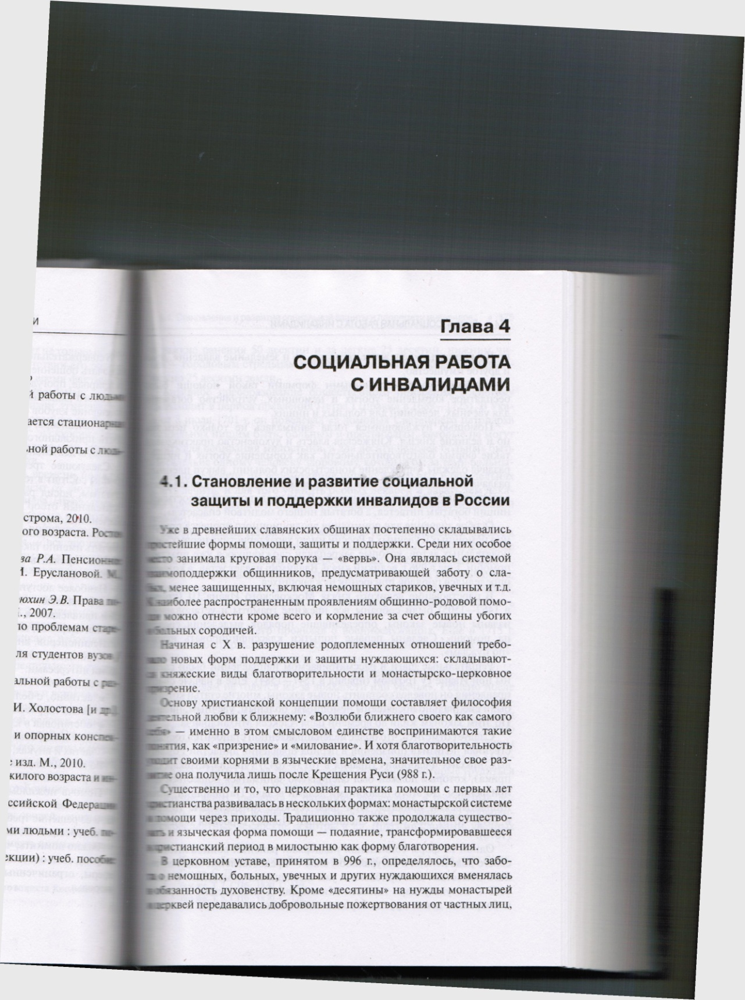 И
й работы с людьми
ается стационарная
ной работы с людь-
строма, 2010.
ого возраста. Росто
ва Р.А. Пенсионно
И. Еруслановой. М.,
юхин Э.В. Права
., 2007.
по проблемам
ля студентов вузов
альной работы с
И. Холостова [и др.]
и опорных
изд. М., 2010.
жилого возраста и
ссийской Федерации
ми людьми : учеб.
екции) : учеб. пособие
Глава 4
СОЦИАЛЬНАЯ РАБОТА
С ИНВАЛИДАМИ
4.1. Становление и развитие социальной
защиты и поддержки инвалидов в России
Уже в древнейших славянских общинах постепенно складывались
простейшие формы помощи, защиты и поддержки. Среди них особое
место занимала круговая порука — «вервь». Она являлась системой
взаимоподдержки общинников, предусматривающей заботу о сла-
бых, менее защищенных, включая немощных стариков, увечных и т.д.
К наиболее распространенным проявлениям общинно-родовой помо-
щи можно отнести кроме всего и кормление за счет общины убогих
и больных сородичей.
Начиная с X в. разрушение родоплеменных отношений требо-
вало новых форм поддержки и защиты нуждающихся: складывают-
ся княжеские виды благотворительности и монастырско-церковное
призрение.
Основу христианской концепции помощи составляет философия
деятельной любви к ближнему: «Возлюби ближнего своего как самого
себя» — именно в этом смысловом единстве воспринимаются такие
понятия, как «призрение» и «милование». И хотя благотворительность
уходит своими корнями в языческие времена, значительное свое раз-
витие она получила лишь после Крещения Руси (988 г.).
Существенно и то, что церковная практика помощи с первых лет
христианства развивалась в нескольких формах: монастырской системе
и помощи через приходы. Традиционно также продолжала существо-
вать и языческая форма помощи — подаяние, трансформировавшееся
в христианский период в милостыню как форму благотворения.
В церковном уставе, принятом в 996 г., определялось, что забо-
та о немощных, больных, увечных и других нуждающихся вменялась
в обязанность духовенству. Кроме «десятины» на нужды монастырей
и церквей передавались добровольные пожертвования от частных лиц,